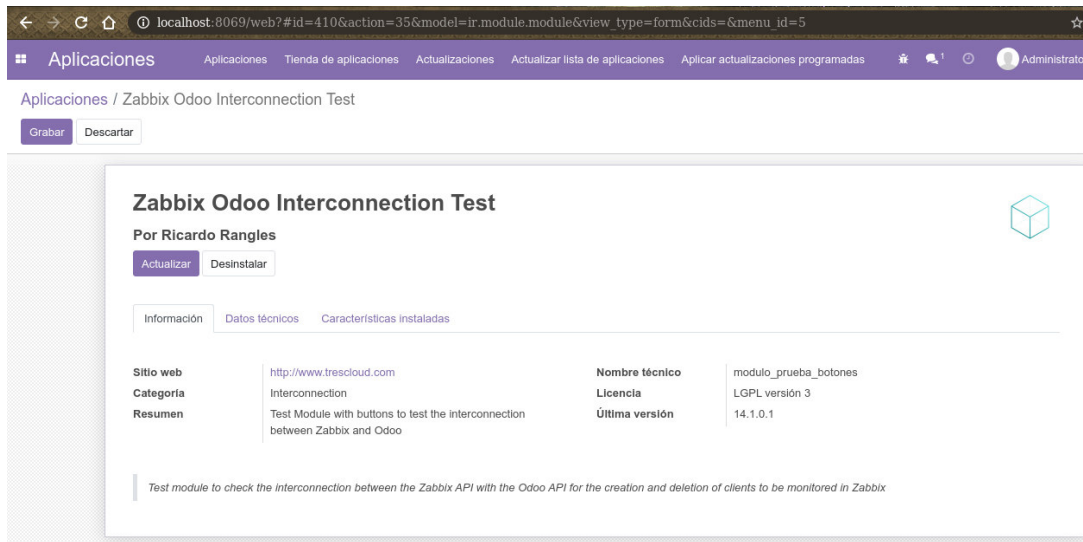 localhost:8069/web?#id=410&action=35&model=ir.module.module&view_type=form&cids=&menu_id=5
Aplicaciones Aplicaciones Tienda de aplicaciones Actualizaciones Actualizar lista de aplicaciones Aplicar actualizaciones programadas 1 Administrato
Aplicaciones / Zabbix Odoo Interconnection Test
Grabar Descartar
Zabbix Odoo Interconnection Test
Por Ricardo Rangles
Actualizar Desinstalar
Información Datos técnicos Características instaladas
Sitio web http://www.trescloud.com Nombre técnico modulo_prueba_botones
Categoría Interconnection Licencia LGPL versión 3
Resumen Test Module with buttons to test the interconnection Última versión 14.1.0.1
between Zabbix and Odoo
Test module to check the interconnection between the Zabbix API with the Odoo API for the creation and deletion of clients to be monitored in Zabbix